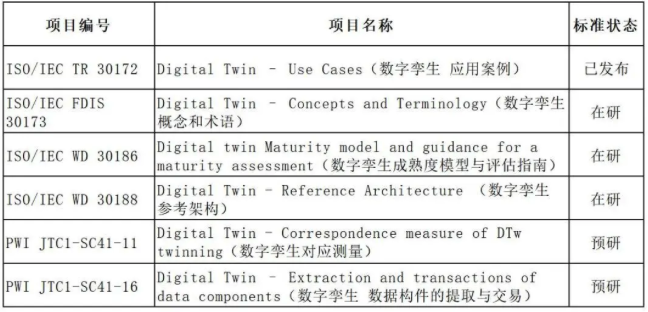 项目编号 项目名称 标准状态
ISO/IEC TR 30172 Digital Twin – Use Cases（数字孪生 应用案例） 已发布
ISO/IEC FDIS
30173
Digital Twin – Concepts and Terminology（数字孪生
概念和术语）
在研
ISO/IEC WD 30186
Digital twin Maturity model and guidance for a
maturity assessment（数字孪生成熟度模型与评估指南）
在研
ISO/IEC WD 30188
Digital Twin – Reference Architecture （数字孪生
参考架构）
在研
PWI JTC1-SC41-11
Digital Twin - Correspondence measure of DTw
twinning（数字孪生对应测量）
预研
PWI JTC1-SC41-16
Digital Twin – Extraction and transactions of
data components（数字孪生 数据构件的提取与交易）
预研